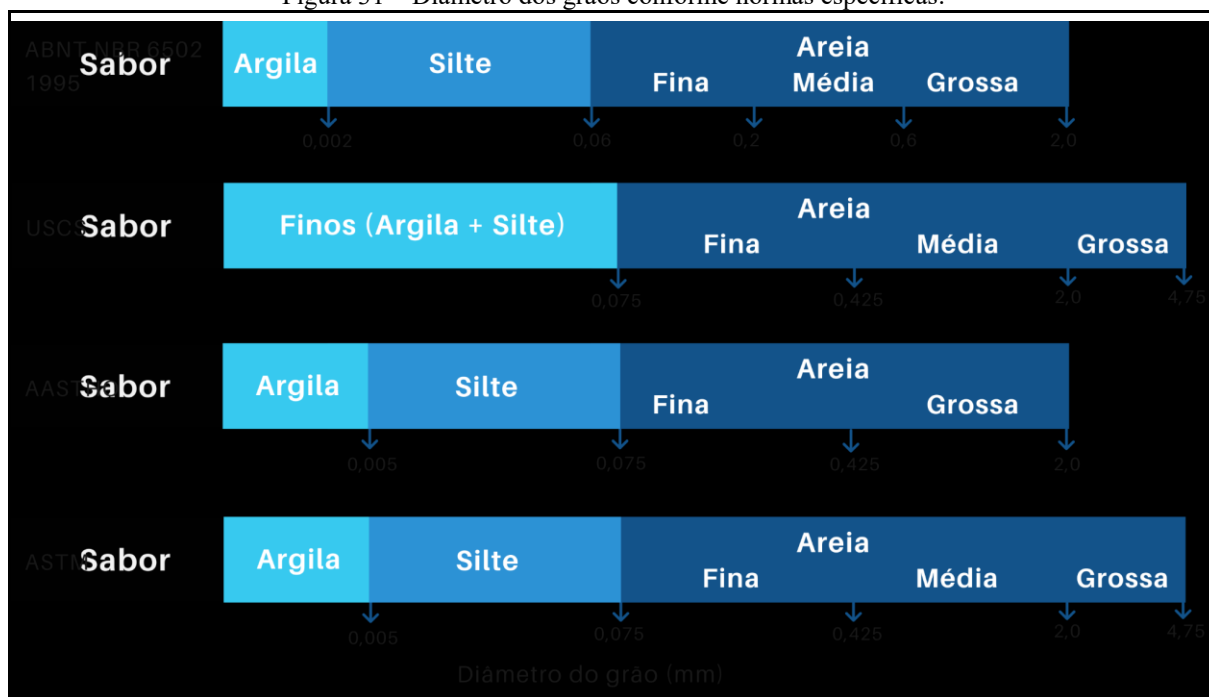 Figura 31 – Diâmetro dos grãos conforme normas específicas.
ABNT NBR 6502
1995
Sabor
Argila
Silte
Areia
Fina
Média
Grossa
0,002
0,06
0,2
0,6
2,0
USCS
Sabor
Finos (Argila + Silte)
Areia
Fina
Média
Grossa
0,075
0,425
2,0
4,75
Sabor
Argila
Silte
Areia
Fina
Grossa
0,005
0,075
0,425
2,0
Sabor
Argila
Silte
Areia
Fina
Média
Grossa
0,005
0,075
0,425
2,0
4,75
Diâmetro do grão (mm)